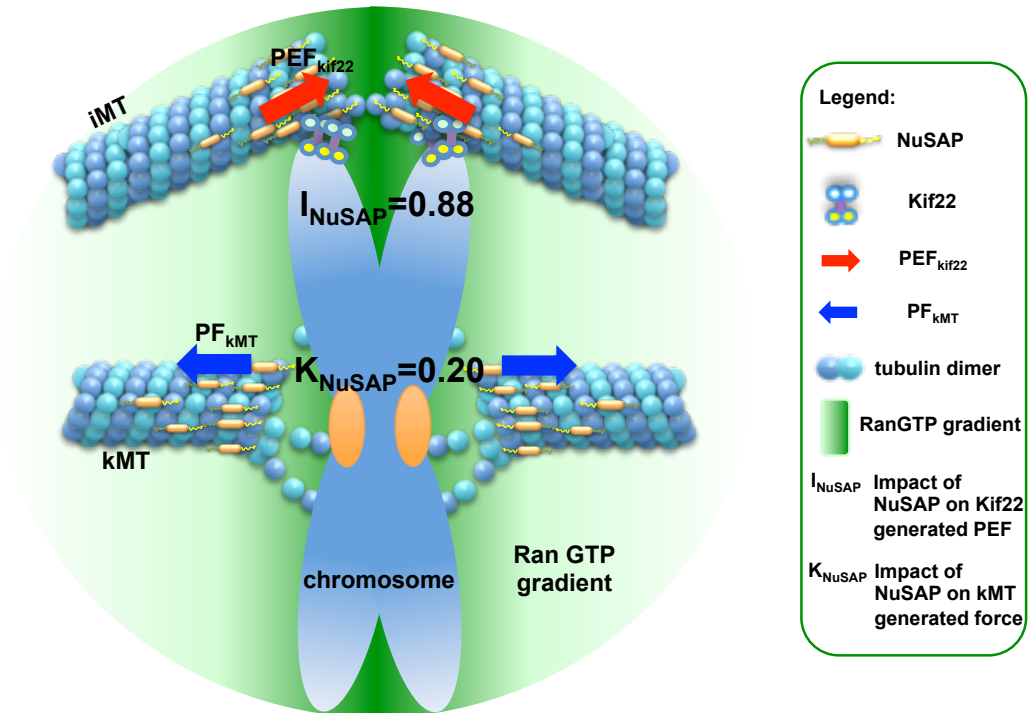 PEFkif22
iMT
INuSAP=0.88
PFkMT
KNuSAP=0.20
kMT
chromosome
Ran GTP
gradient
Legend:
NuSAP
Kif22
PEFkif22
PFkMT
tubulin dimer
RanGTP gradient
INuSAP Impact of
NuSAP on Kif22
generated PEF
KNuSAP Impact of
NuSAP on kMT
generated force